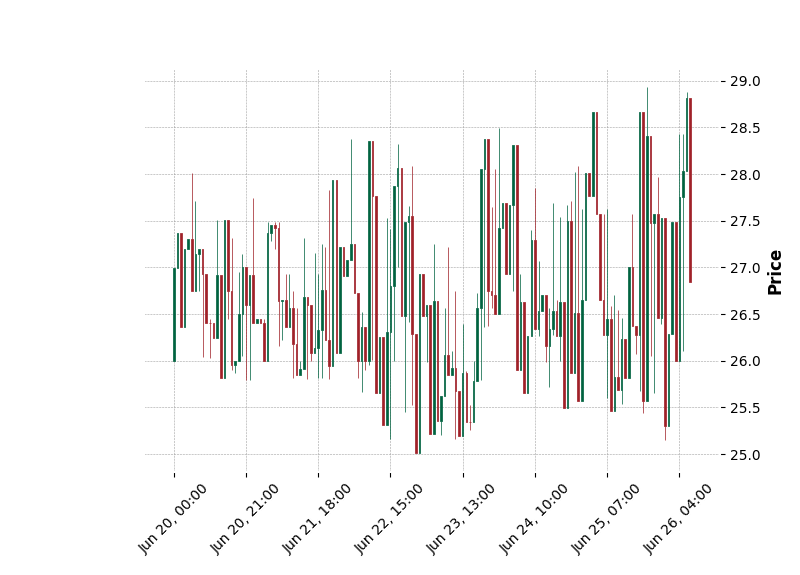 29.0
28.5
28.0
27.5
27.0
26.5
26.0
25.5
25.0
Price
Jun 20, 00:00
Jun 20, 21:00
Jun 21, 18:00
Jun 22, 15:00
Jun 23, 13:00
Jun 24, 10:00
Jun 25, 07:00
Jun 26, 04:00